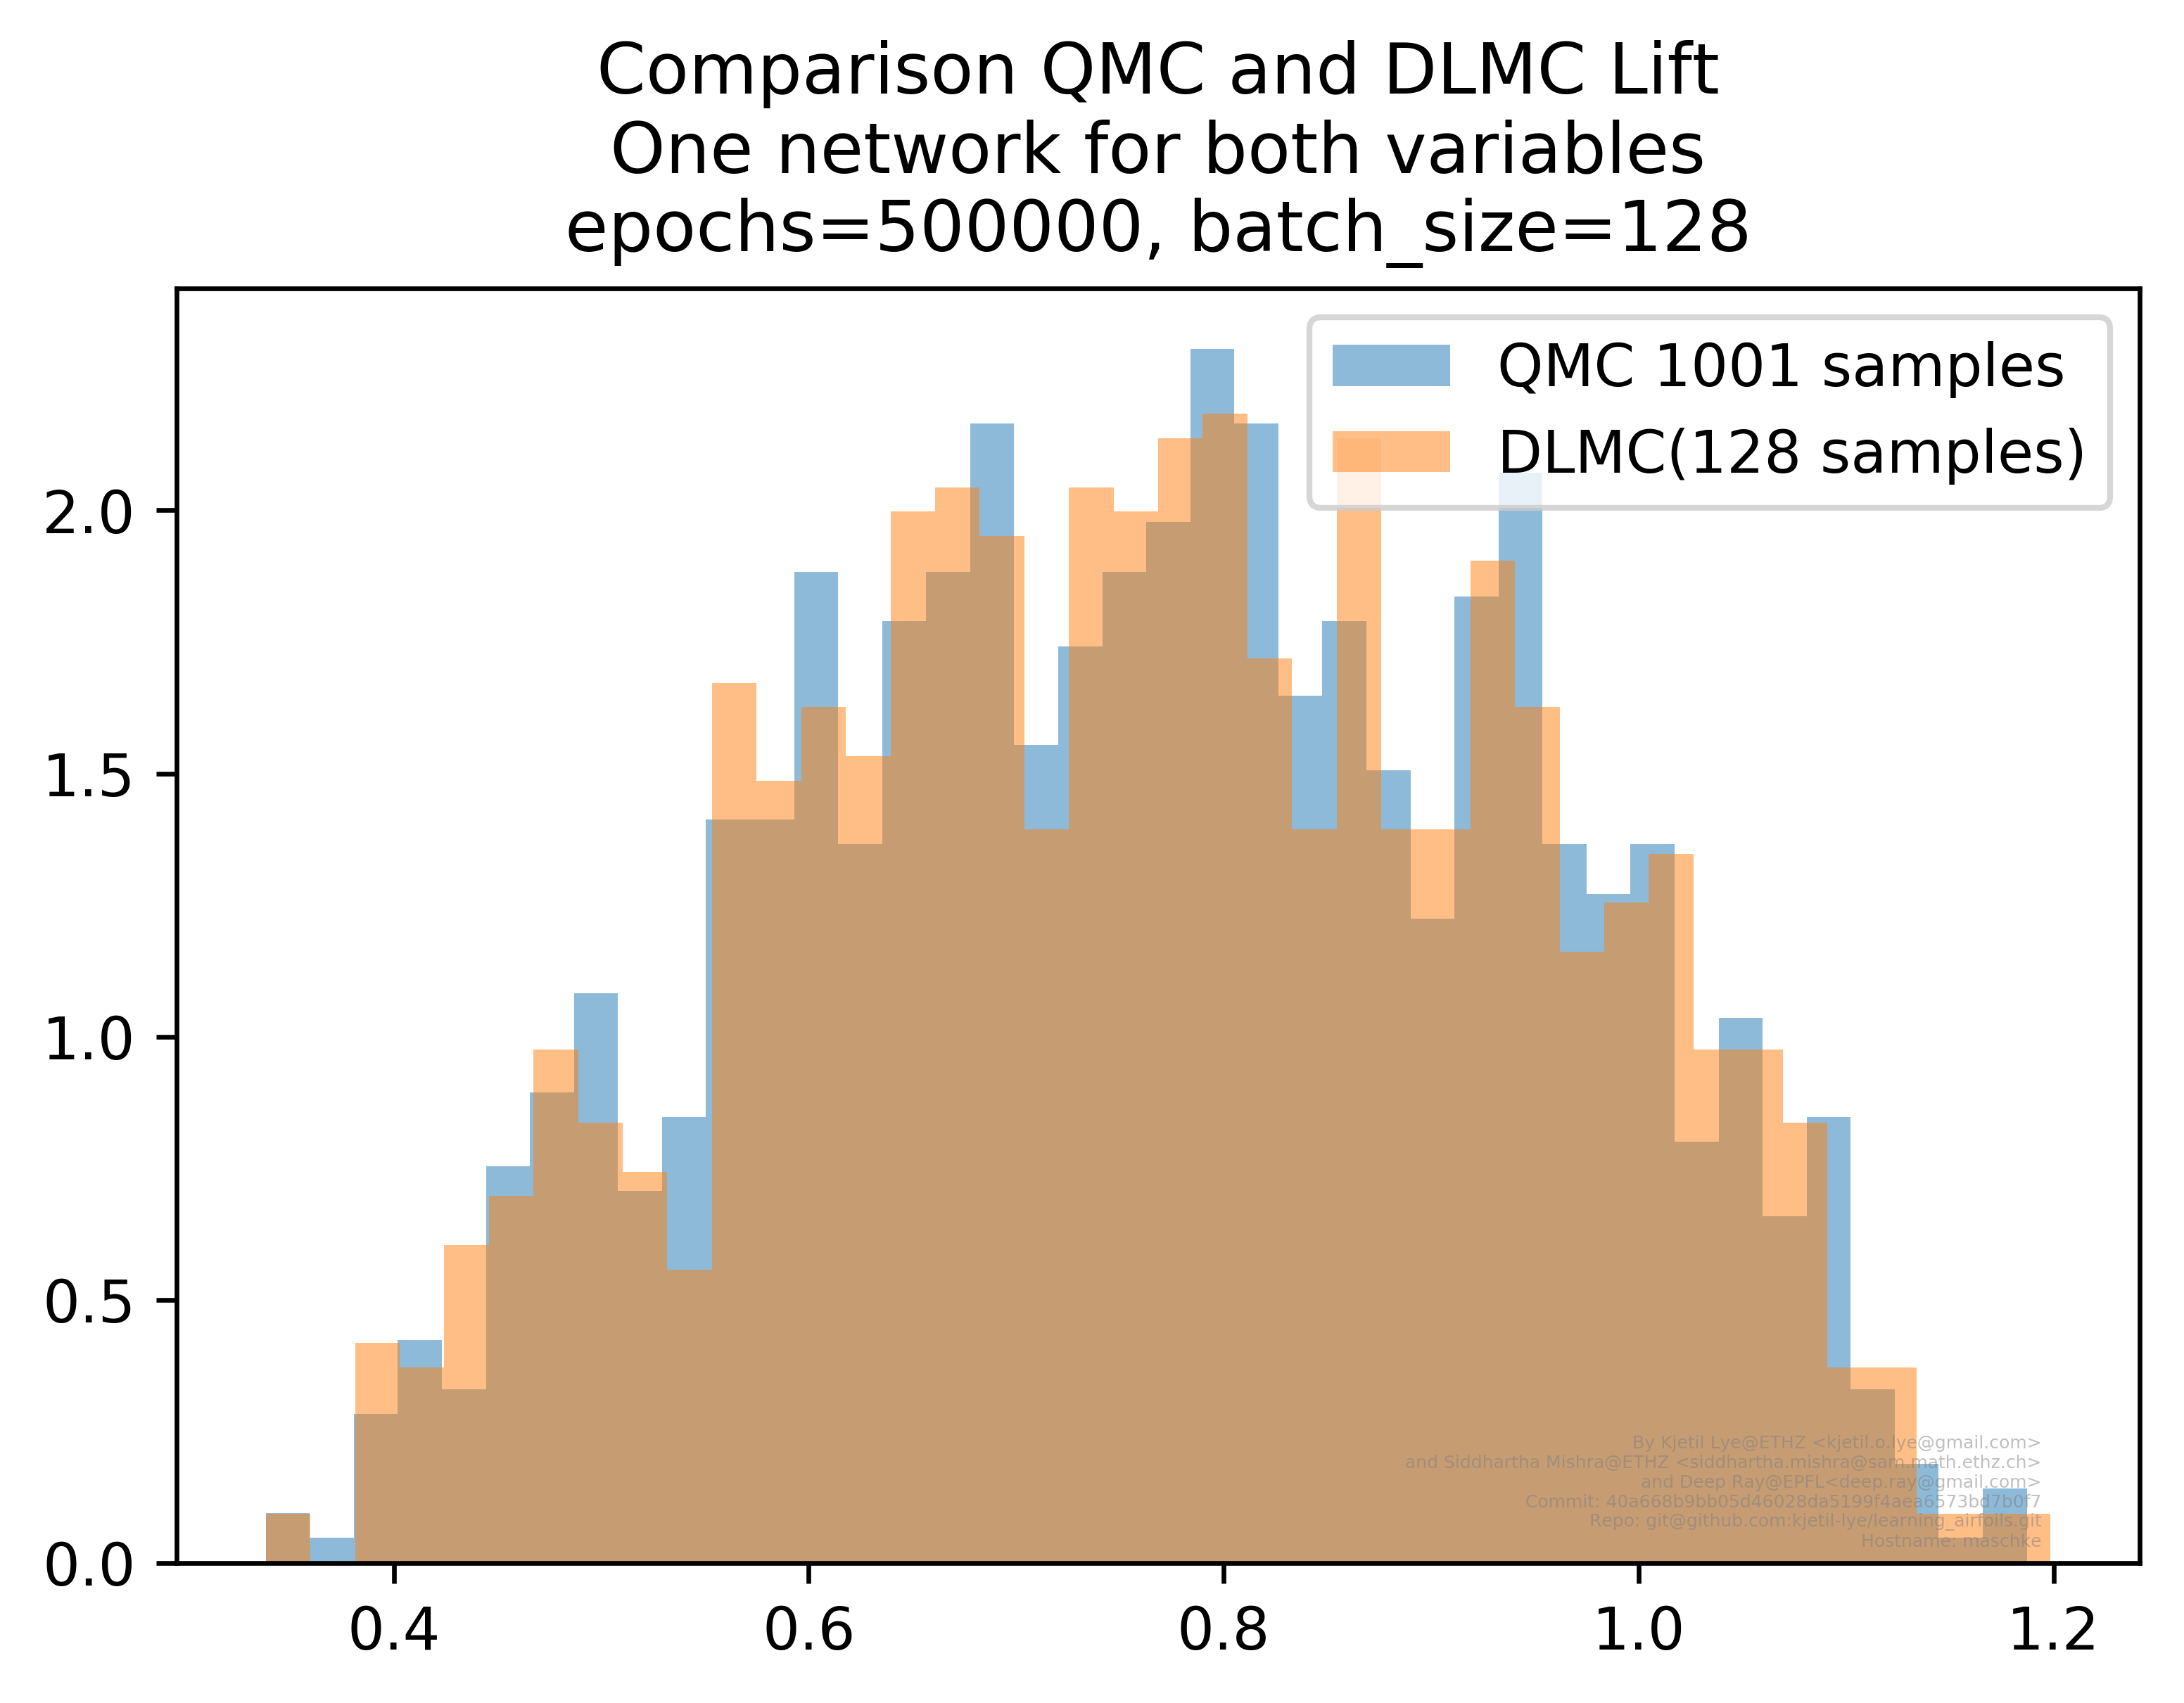 Comparison QMC and DLMC Lift
One network for both variables
epochs=500000, batch_size=128
QMC 1001 samples
DLMC(128 samples)
2.0
1.5
1.0
0.5
0.0
0.4
0.6
0.8
1.0
1.2
By Kjetil Lye@ETHZ <kjetil.o.lye@gmail.com>
and Siddhartha Mishra@ETHZ <siddhartha.mishra@sam.math.ethz.ch>
and Deep Ray@EPFL<deep.ray@gmail.com>
Commit: 40a668b9bb05d46028da5199f4aea6573bd7b0f7
Repo: git@github.com:kjetil-lye/learning_airfoils.git
Hostname: maschke